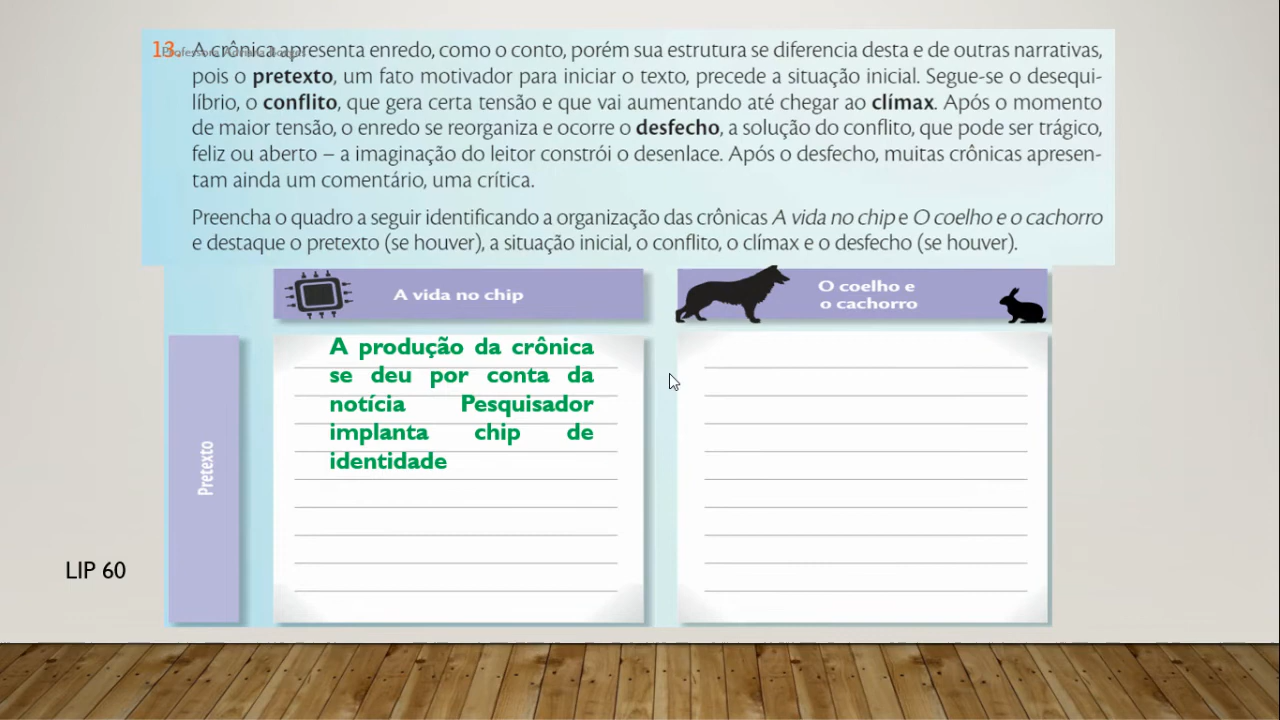 13. A crônica apresenta enredo, como o conto, porém sua estrutura se diferencia desta e de outras narrativas,
pois o pretexto, um fato motivador para iniciar o texto, precede a situação inicial. Segue-se o desequi-
líbrio, o conflito, que gera certa tensão e que vai aumentando até chegar ao clímax. Após o momento
de maior tensão, o enredo se reorganiza e ocorre o desfecho, a solução do conflito, que pode ser trágico,
feliz ou aberto – a imaginação do leitor constrói o desenlace. Após o desfecho, muitas crônicas apresen-
tam ainda um comentário, uma crítica.
Preencha o quadro a seguir identificando a organização das crônicas A vida no chip e O coelho e o cachorro
e destaque o pretexto (se houver), a situação inicial, o conflito, o clímax e o desfecho (se houver).
A vida no chip
O coelho e
o cachorro
Pretexto
A produção da crônica
se deu por conta da
notícia Pesquisador
implanta chip de
identidade
LIP 60